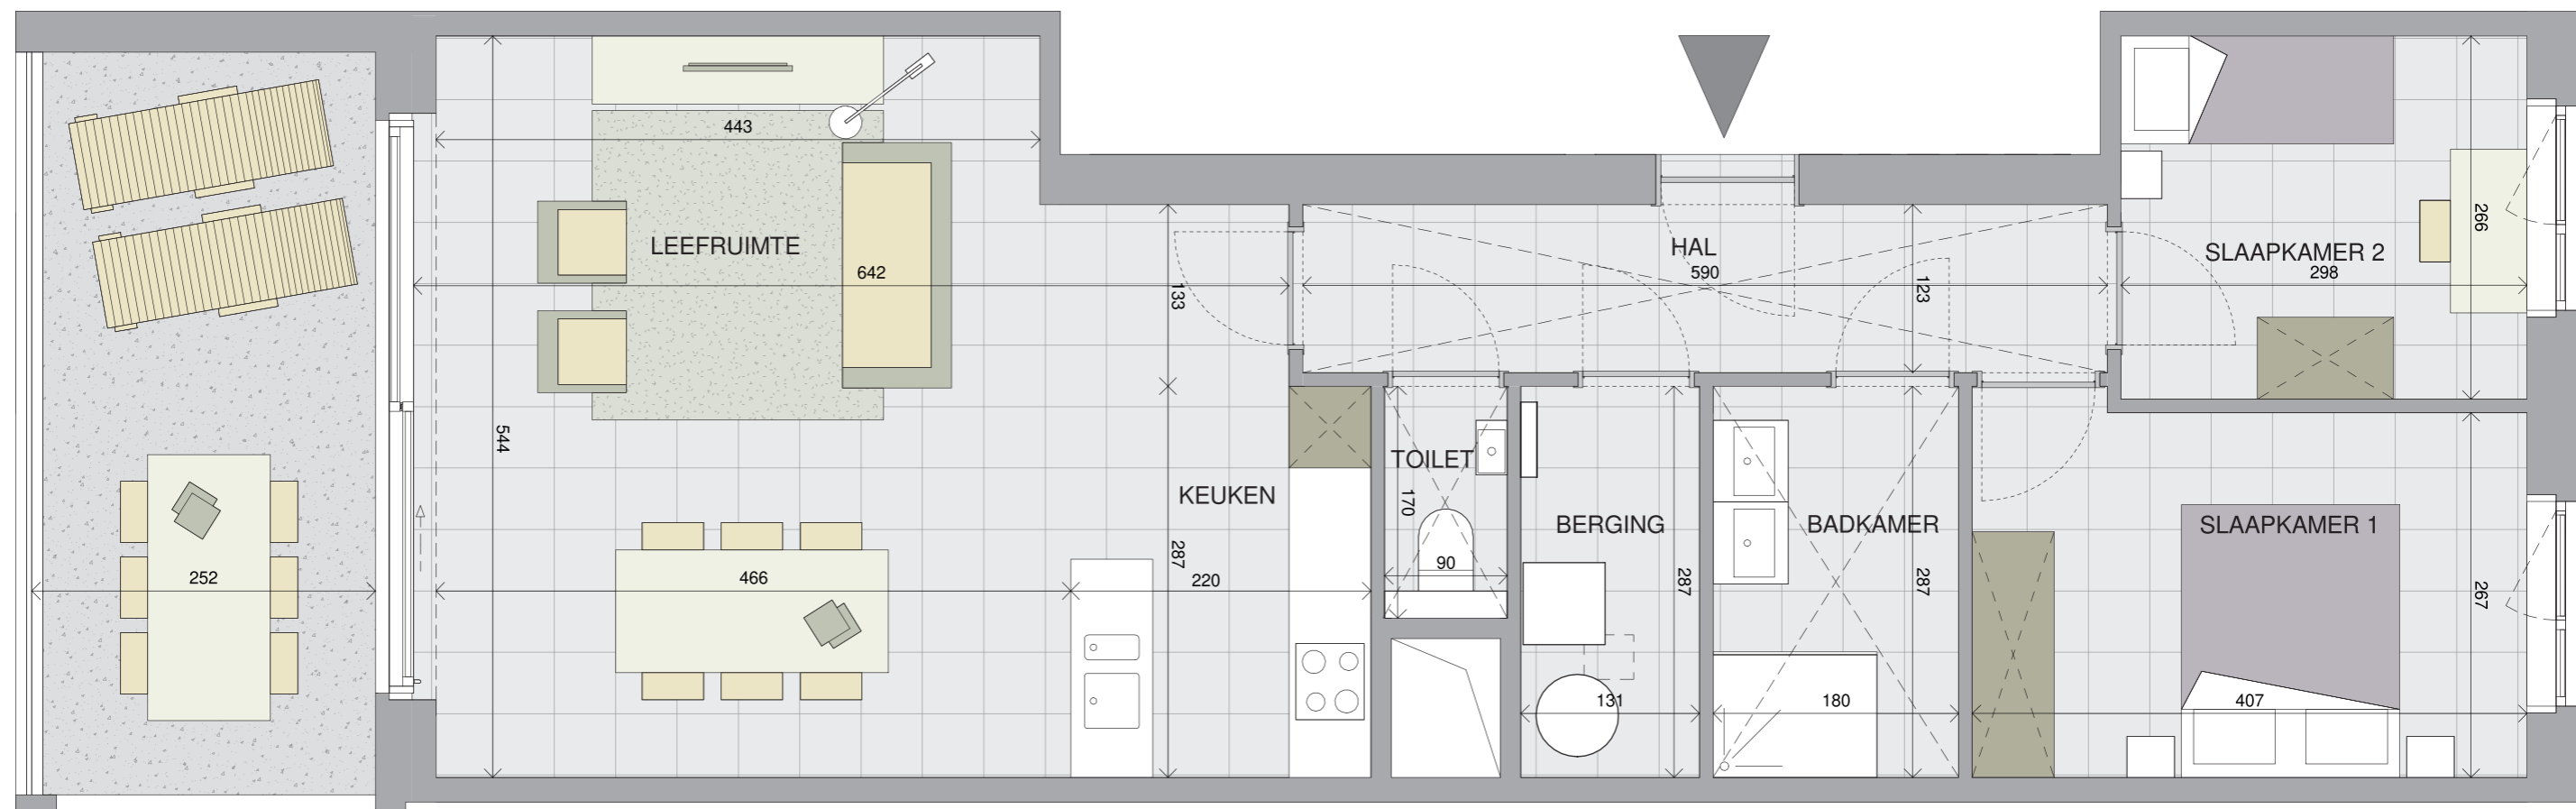 443
LEEFRUIMTE
642
133
HAL
590
123
SLAAPKAMER 2
298
266
544
KEUKEN
287
220
466
252
TOILET
170
90
BERGING
287
131
BADKAMER
287
180
SLAAPKAMER 1
267
407